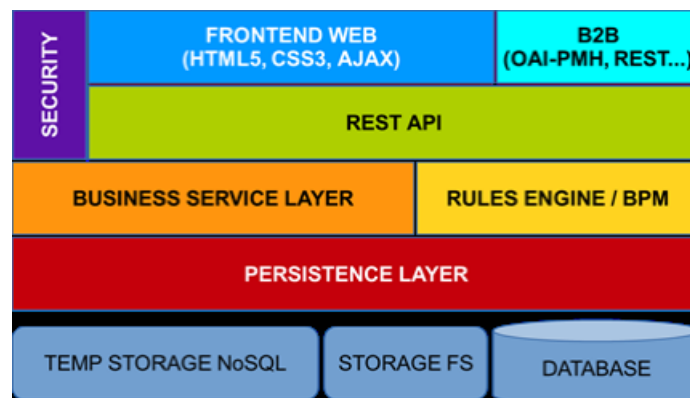 SECURITY
FRONTEND WEB
(HTML5, CSS3, AJAX)
B2B
(OAI-PMH, REST...)
REST API
BUSINESS SERVICE LAYER
RULES ENGINE / BPM
PERSISTENCE LAYER
TEMP STORAGE NoSQL
STORAGE FS
DATABASE